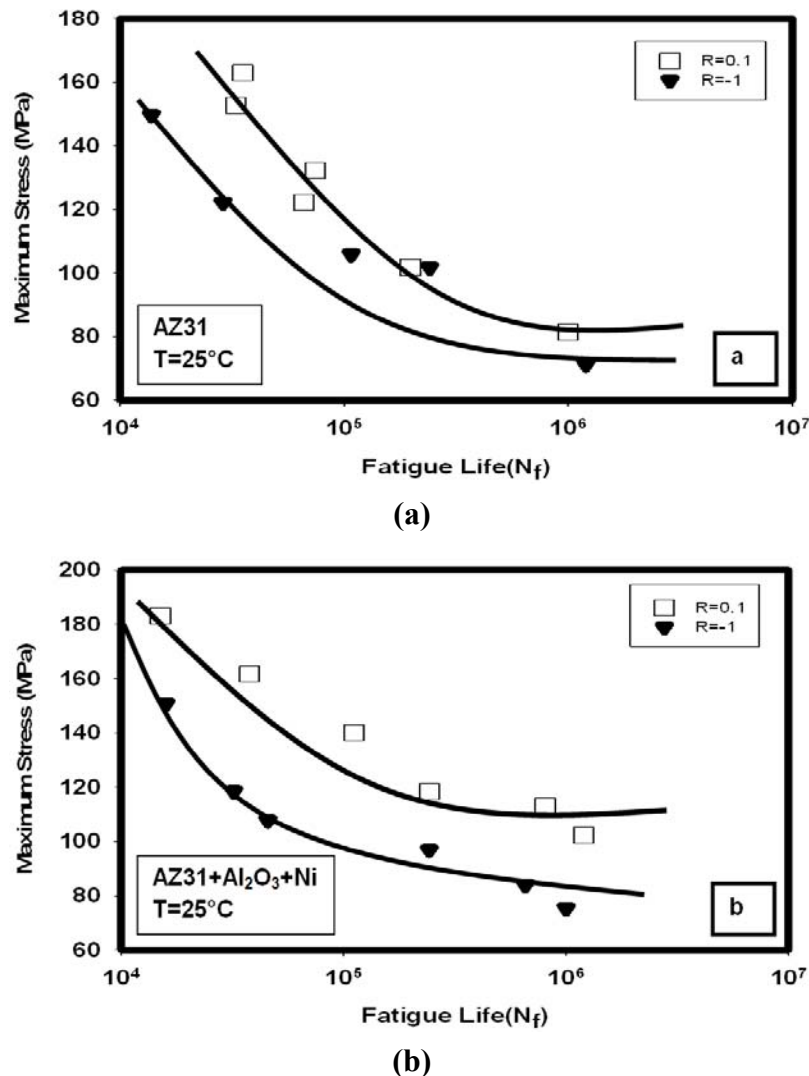 180
160
140
120
100
80
60
Maximum Stress (MPa)
R=0.1
R=-1
AZ31
T=25°C
a
10⁴
10⁵
10⁶
10⁷
Fatigue Life(N_f)
(a)
200
180
160
140
120
100
80
60
Maximum Stress (MPa)
R=0.1
R=-1
AZ31+Al₂O₃+Ni
T=25°C
b
10⁴
10⁵
10⁶
10⁷
Fatigue Life(N_f)
(b)